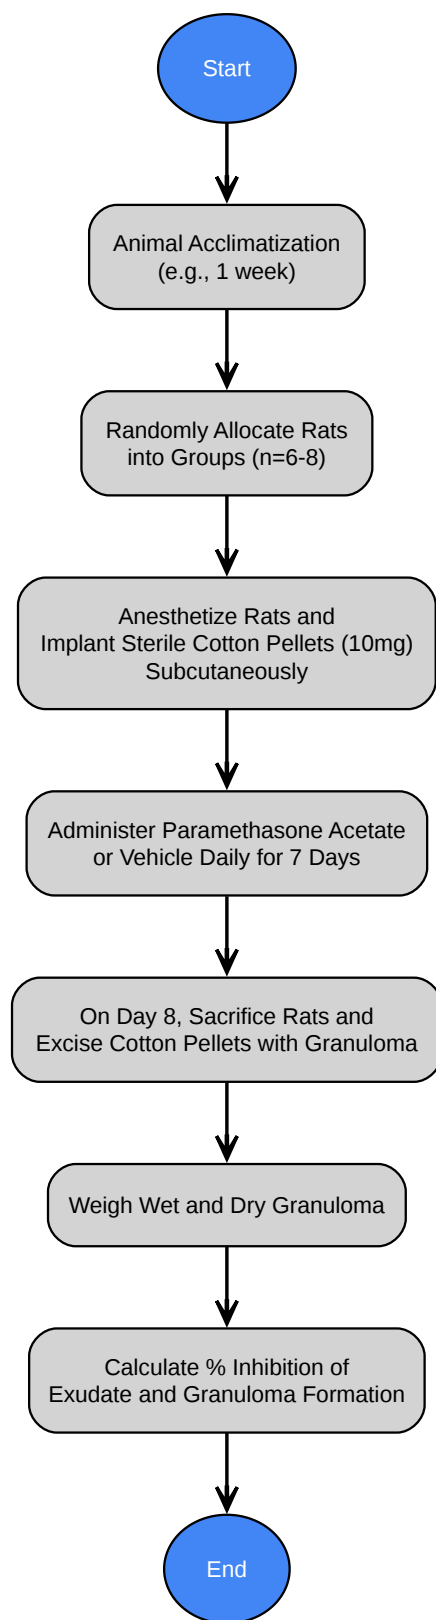 Start
Animal Acclimatization
(e.g., 1 week)
Randomly Allocate Rats
into Groups (n=6-8)
Anesthetize Rats and
Implant Sterile Cotton Pellets (10mg)
Subcutaneously
Administer Paramethasone Acetate
or Vehicle Daily for 7 Days
On Day 8, Sacrifice Rats and
Excise Cotton Pellets with Granuloma
Weigh Wet and Dry Granuloma
Calculate % Inhibition of
Exudate and Granuloma Formation
End